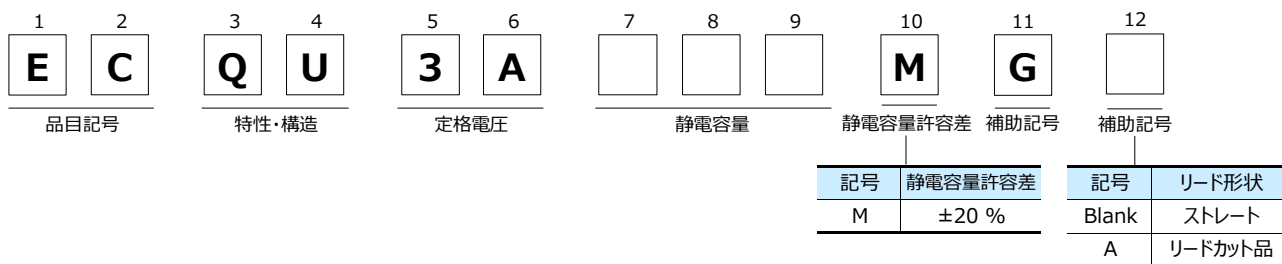 1 2 3 4 5 6 7 8 9 10 11 12
E C Q U 3 A M G
品目記号 特性・構造 定格電圧 静電容量 静電容量許容差 補助記号 補助記号
記号 静電容量許容差 記号 リード形状
M ±20 % Blank ストレート
A リードカット品